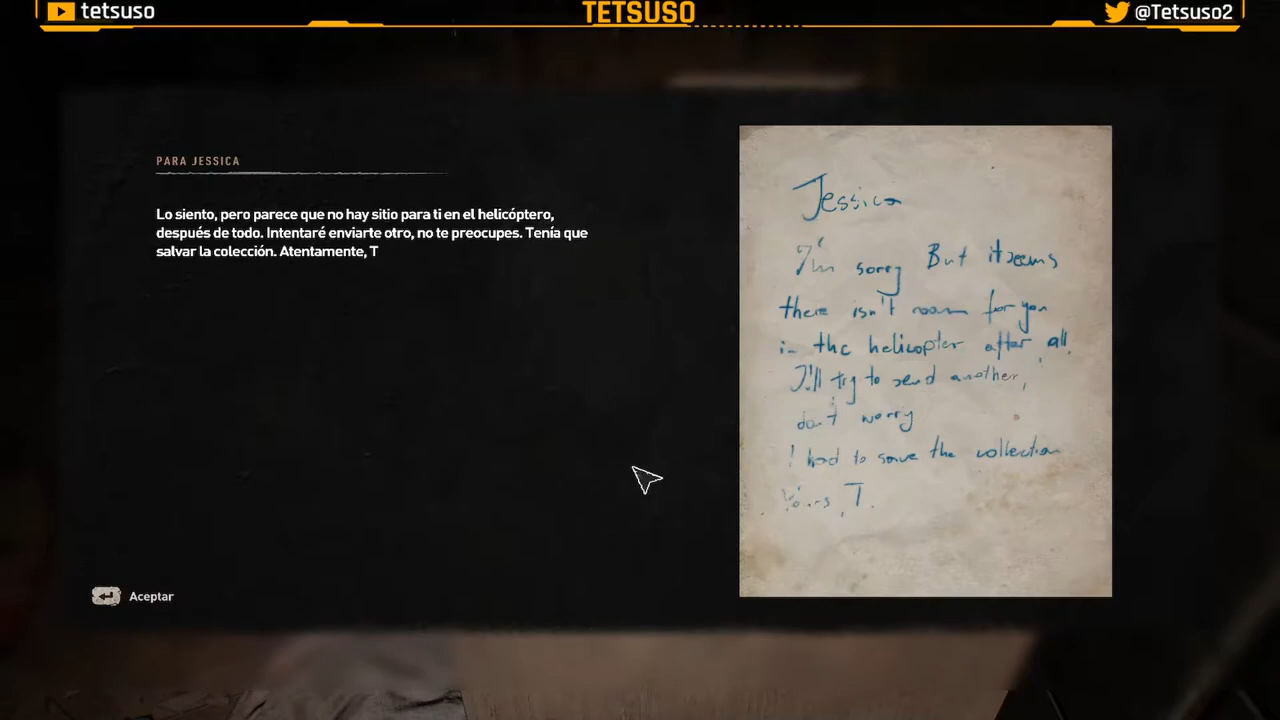 tetsuso
TETSUSO
@Tetsuso2
PARA JESSICA
Lo siento, pero parece que no hay sitio para ti en el helicóptero,
después de todo. Intentaré enviarte otro, no te preocupes. Tenía que
salvar la colección. Atentamente, T
Jessica
I'm sorry But it seems
there isn't room for you
in the helicopter after all.
I'll try to send another,
don't worry
I had to save the collection
Yours, T.
Aceptar